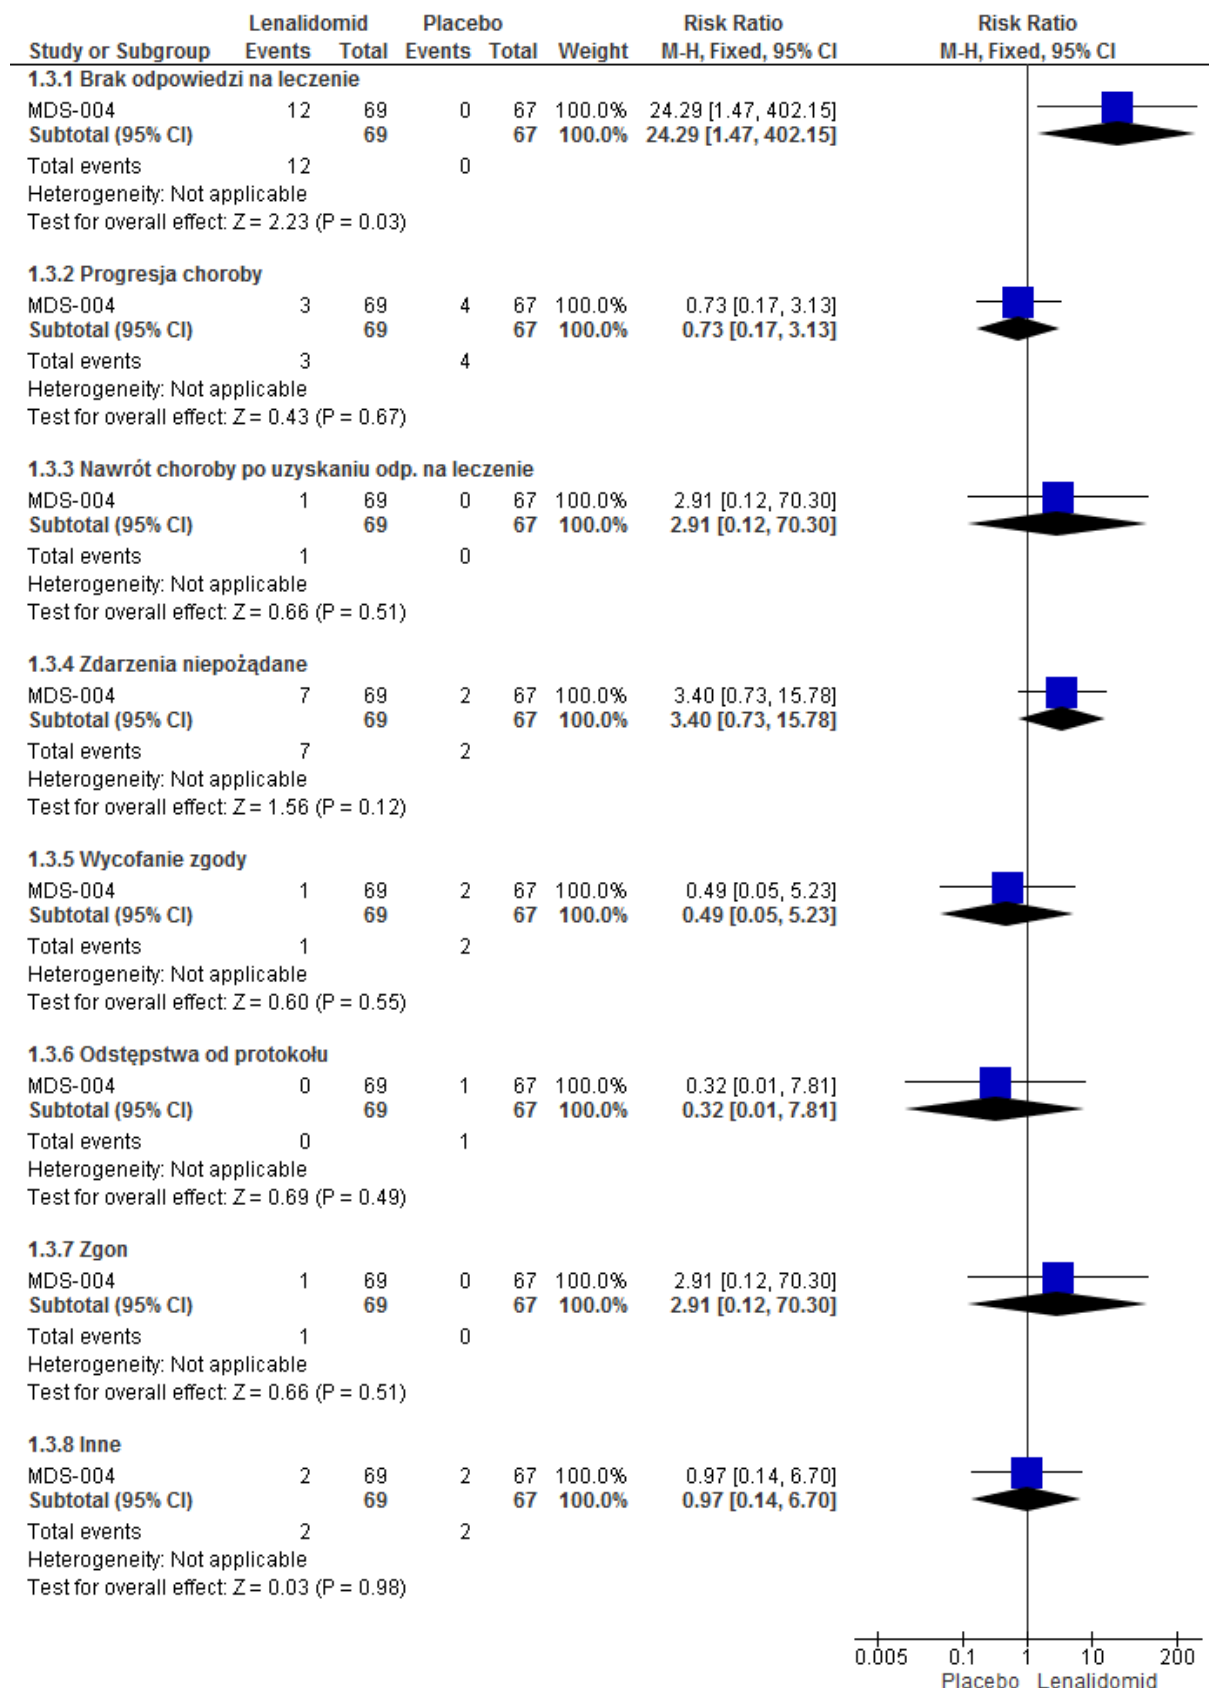 Lenalidomid Placebo Risk Ratio Risk Ratio
Study or Subgroup Events Total Events Total Weight M-H, Fixed, 95% CI M-H, Fixed, 95% CI
1.3.1 Brak odpowiedzi na leczenie
MDS-004 12 69 0 67 100.0% 24.29 [1.47, 402.15]
Subtotal (95% CI) 69 67 100.0% 24.29 [1.47, 402.15]
Total events 12 0
Heterogeneity: Not applicable
Test for overall effect: Z = 2.23 (P = 0.03)
1.3.2 Progresja choroby
MDS-004 3 69 4 67 100.0% 0.73 [0.17, 3.13]
Subtotal (95% CI) 69 67 100.0% 0.73 [0.17, 3.13]
Total events 3 4
Heterogeneity: Not applicable
Test for overall effect: Z = 0.43 (P = 0.67)
1.3.3 Nawrót choroby po uzyskaniu odp. na leczenie
MDS-004 1 69 0 67 100.0% 2.91 [0.12, 70.30]
Subtotal (95% CI) 69 67 100.0% 2.91 [0.12, 70.30]
Total events 1 0
Heterogeneity: Not applicable
Test for overall effect: Z = 0.66 (P = 0.51)
1.3.4 Zdarzenia niepożądane
MDS-004 7 69 2 67 100.0% 3.40 [0.73, 15.78]
Subtotal (95% CI) 69 67 100.0% 3.40 [0.73, 15.78]
Total events 7 2
Heterogeneity: Not applicable
Test for overall effect: Z = 1.56 (P = 0.12)
1.3.5 Wycofanie zgody
MDS-004 1 69 2 67 100.0% 0.49 [0.05, 5.23]
Subtotal (95% CI) 69 67 100.0% 0.49 [0.05, 5.23]
Total events 1 2
Heterogeneity: Not applicable
Test for overall effect: Z = 0.60 (P = 0.55)
1.3.6 Odstępstwa od protokołu
MDS-004 0 69 1 67 100.0% 0.32 [0.01, 7.81]
Subtotal (95% CI) 69 67 100.0% 0.32 [0.01, 7.81]
Total events 0 1
Heterogeneity: Not applicable
Test for overall effect: Z = 0.69 (P = 0.49)
1.3.7 Zgon
MDS-004 1 69 0 67 100.0% 2.91 [0.12, 70.30]
Subtotal (95% CI) 69 67 100.0% 2.91 [0.12, 70.30]
Total events 1 0
Heterogeneity: Not applicable
Test for overall effect: Z = 0.66 (P = 0.51)
1.3.8 Inne
MDS-004 2 69 2 67 100.0% 0.97 [0.14, 6.70]
Subtotal (95% CI) 69 67 100.0% 0.97 [0.14, 6.70]
Total events 2 2
Heterogeneity: Not applicable
Test for overall effect: Z = 0.03 (P = 0.98)
0.005 0.1 1 10 200
Placebo Lenalidomid